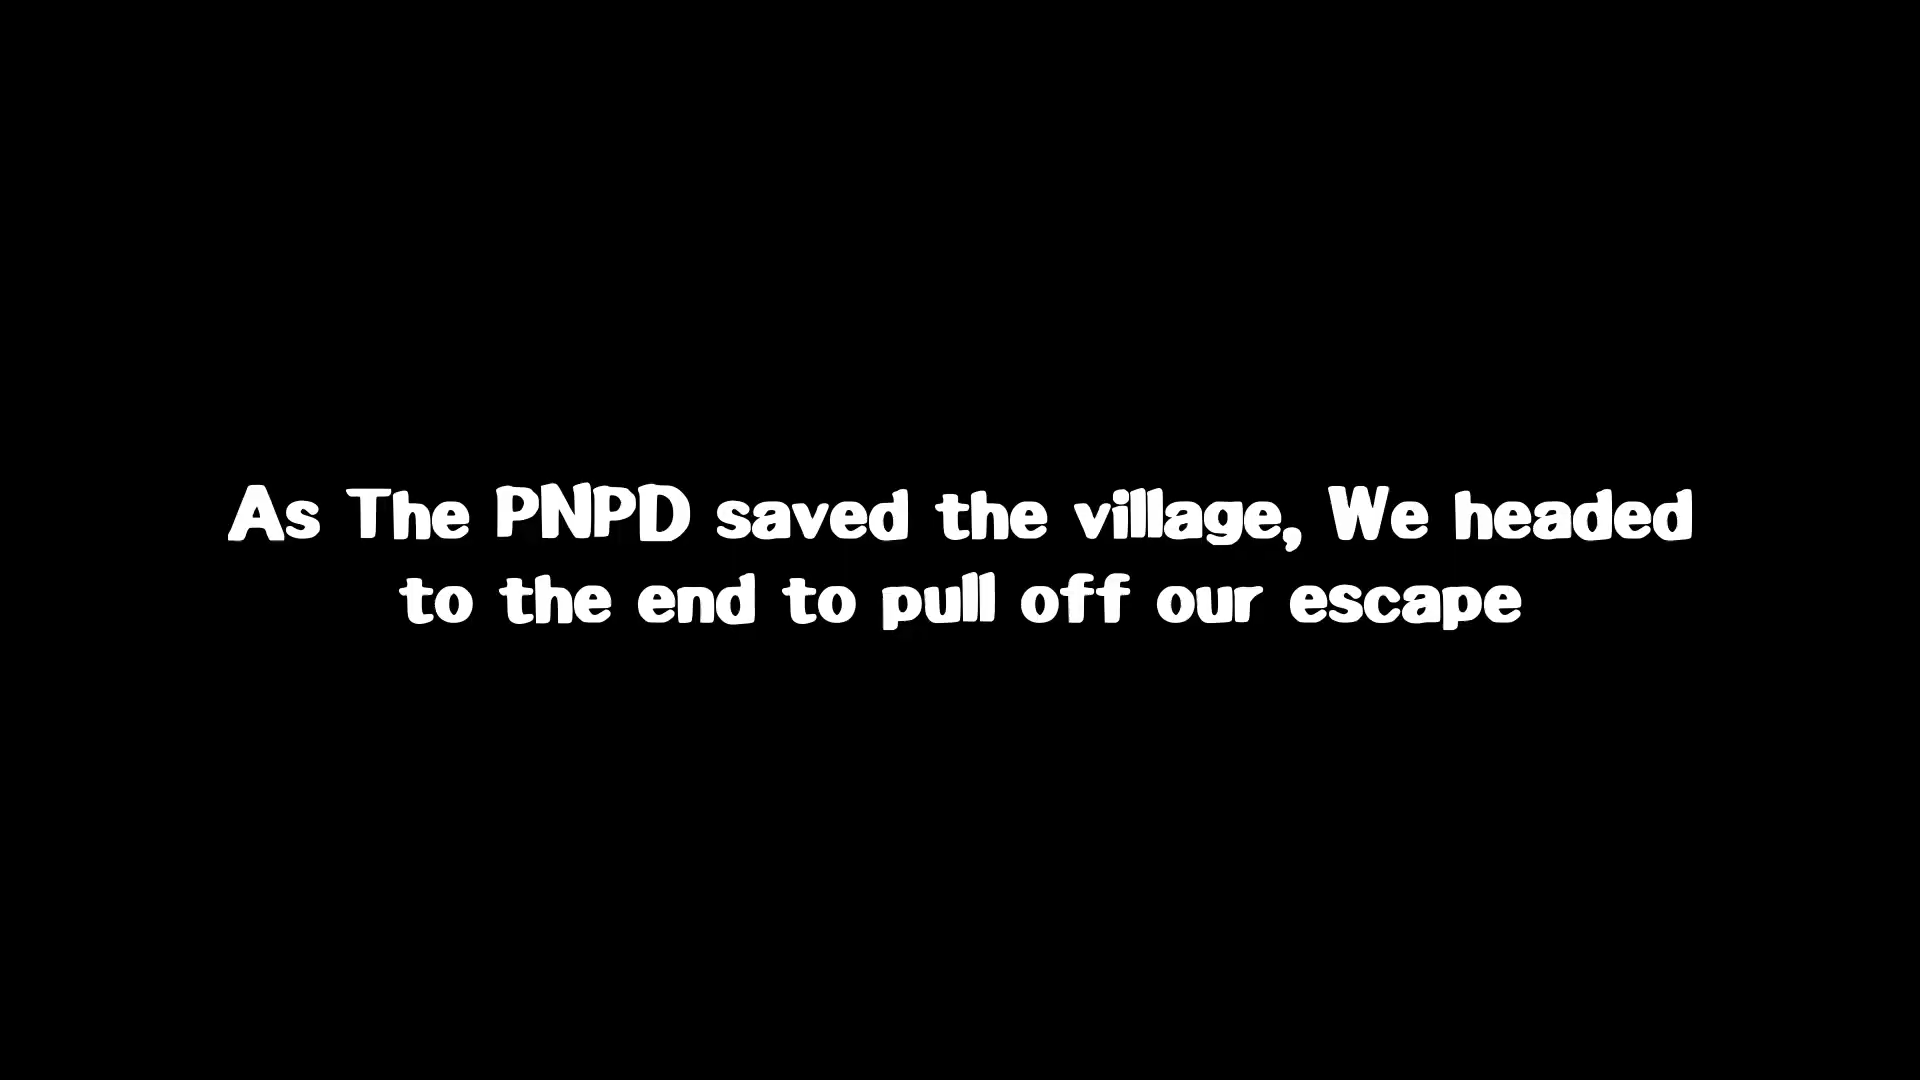 As The PNPD saved the village, We headed
to the end to pull off our escape